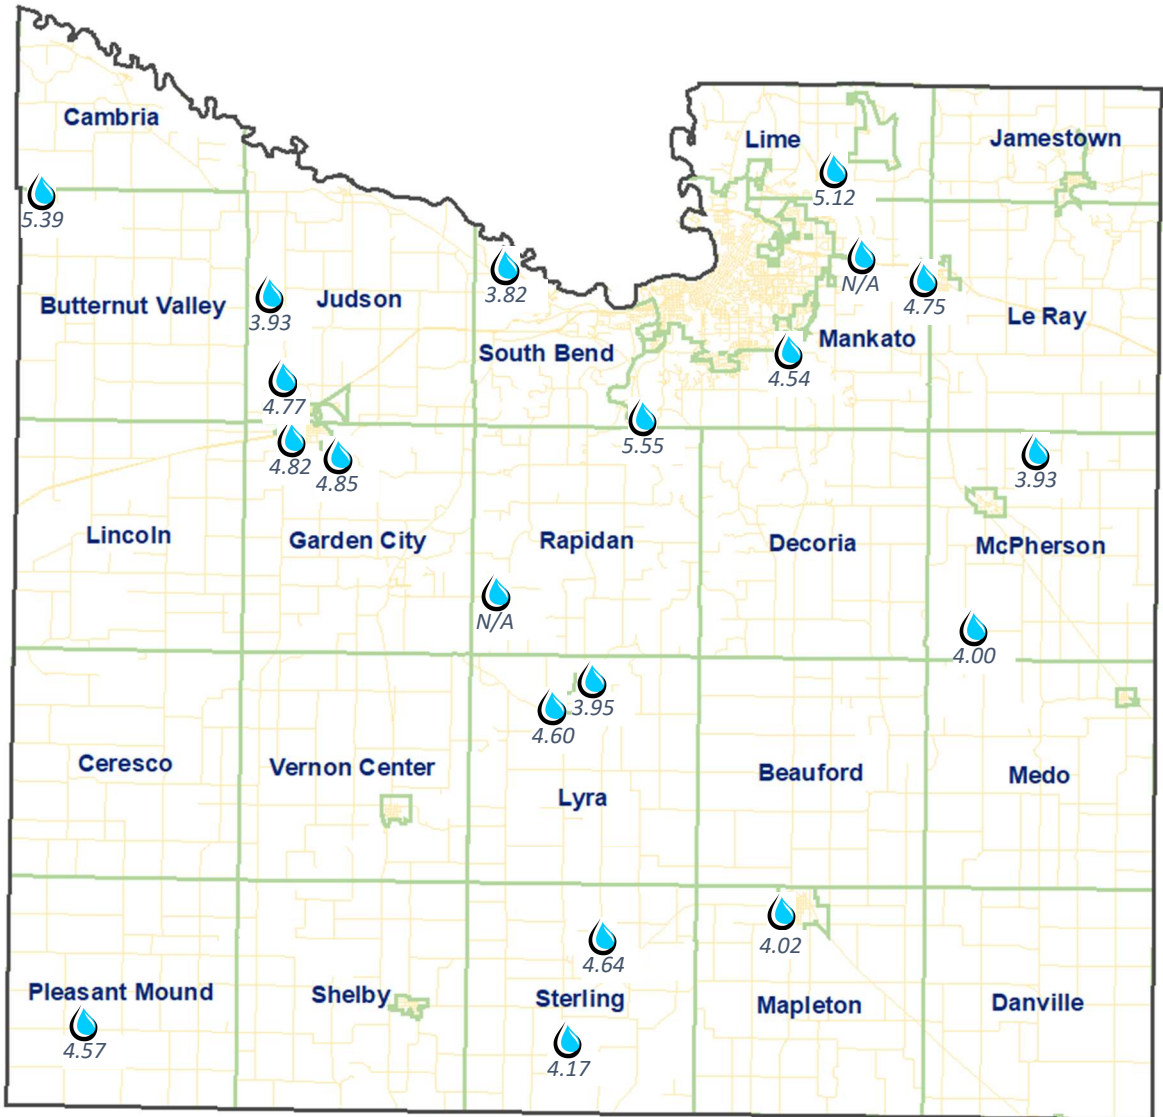 Cambria
Lime
Jamestown
5.39
5.12
3.82
N/A
4.75
Butternut Valley
3.93
Judson
Le Ray
South Bend
Mankato
4.54
4.77
5.55
4.82
4.85
3.93
Lincoln
Garden City
Rapidan
Decoria
McPherson
N/A
4.00
3.95
4.60
Ceresco
Vernon Center
Lyra
Beauford
Medo
4.02
4.64
Pleasant Mound
Shelby
Sterling
Mapleton
Danville
4.57
4.17